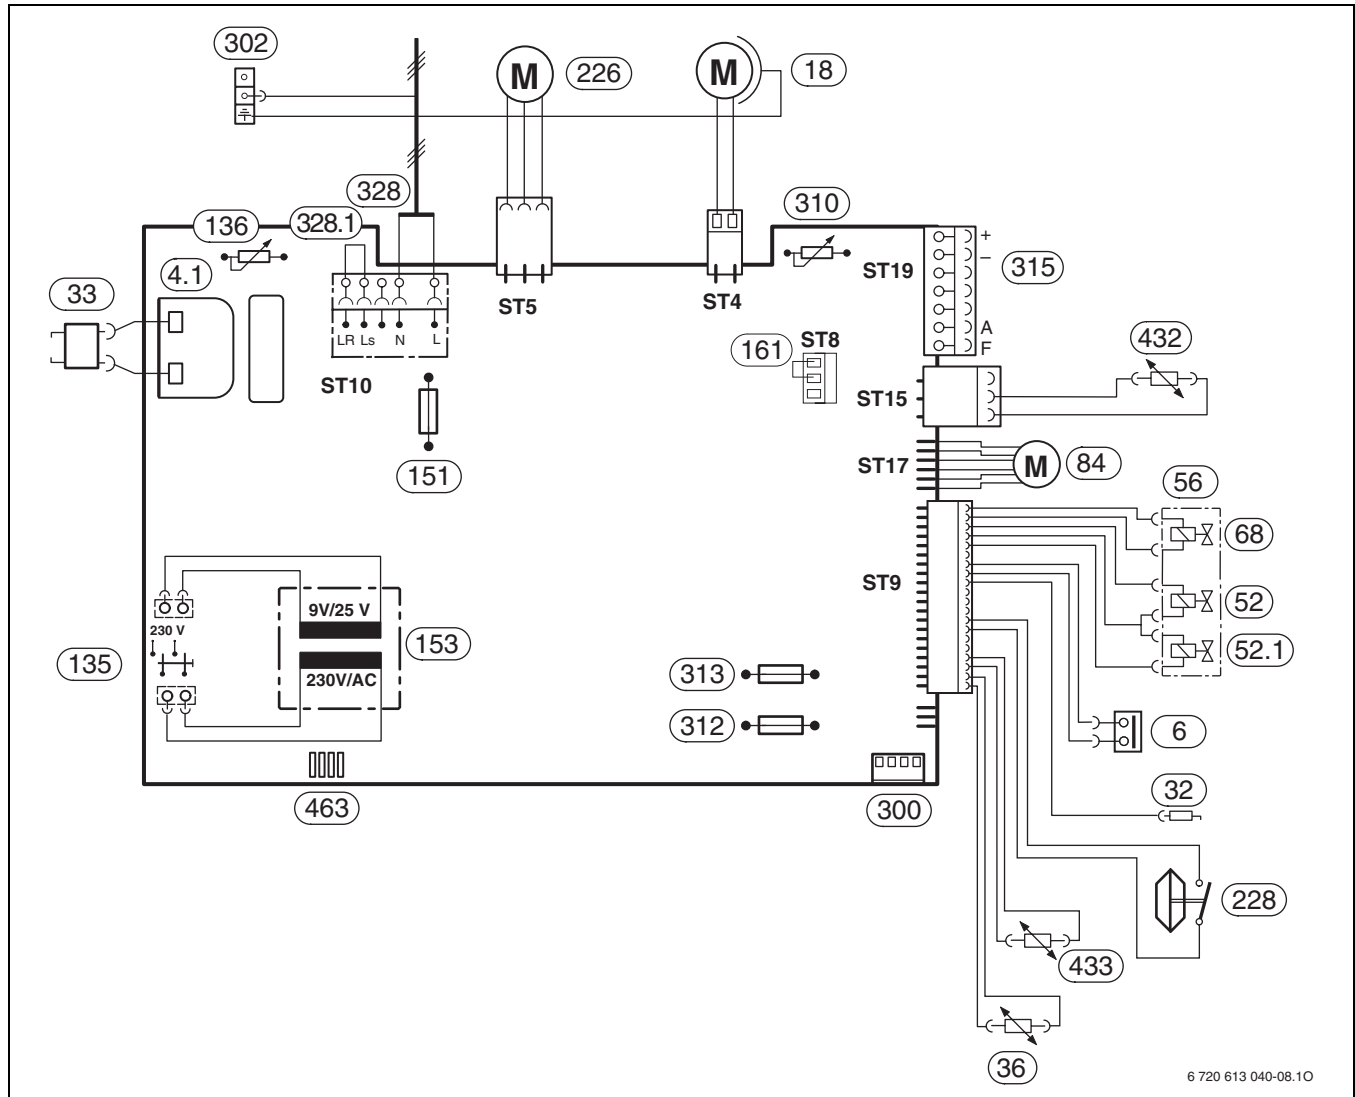 302
M
226
M
18
328
136
328.1
310
4.1
33
ST5
ST4
ST19
+
−
315
A
F
LR Ls N L
ST10
161
ST8
432
ST15
151
ST17
M
84
56
68
ST9
52
52.1
9V/25 V
230 V
135
153
230V/AC
313
312
6
463
300
32
228
433
36
6 720 613 040-08.1O